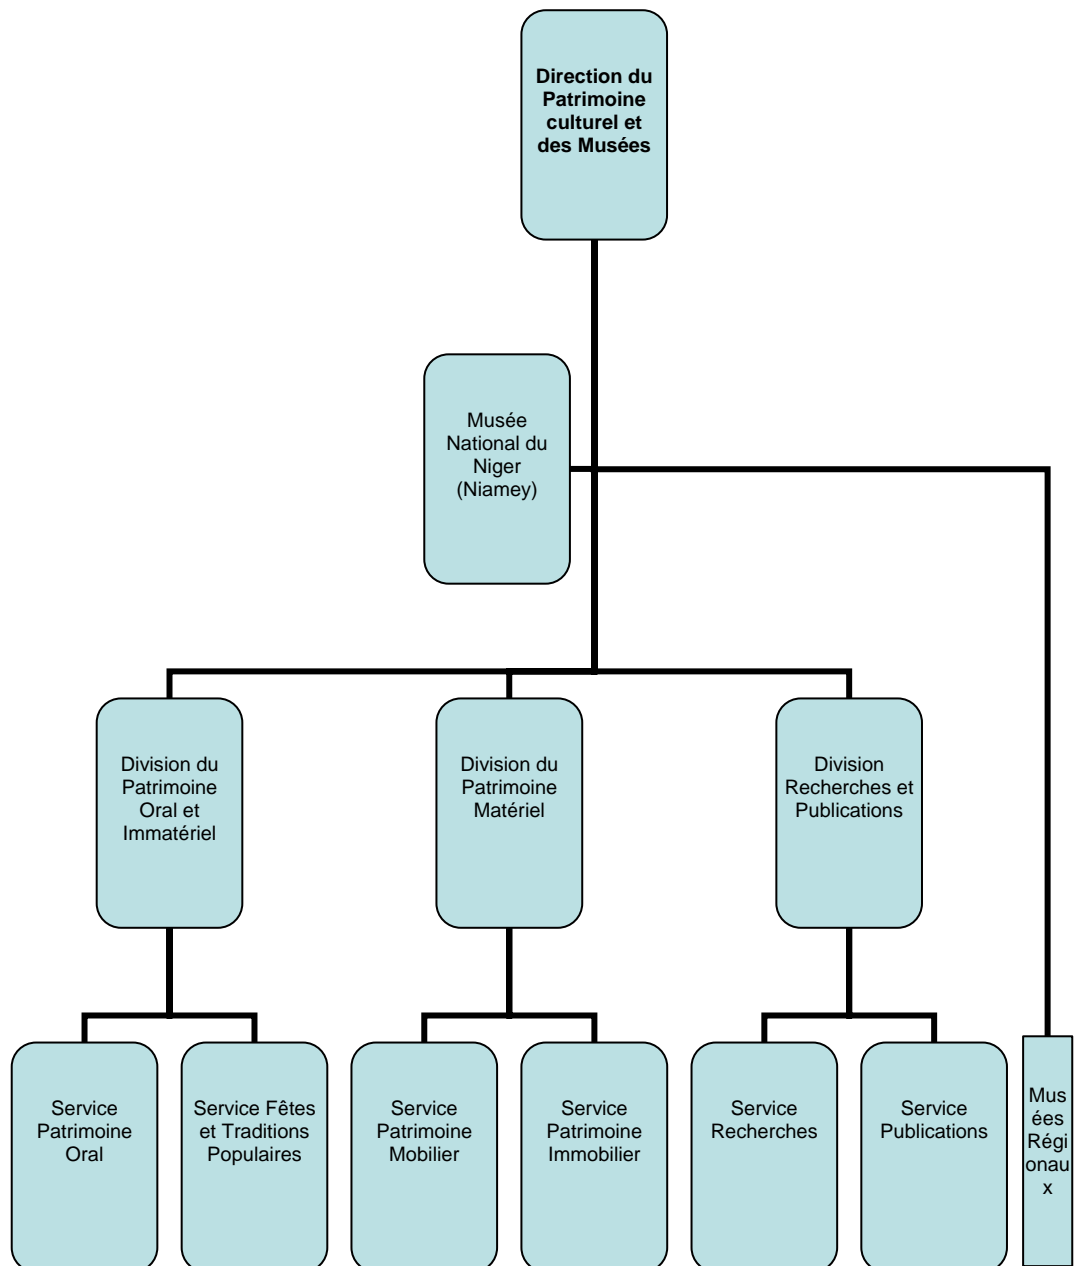 Direction du
Patrimoine
culturel et
des Musées
Musée
National du
Niger
(Niamey)
Division du
Patrimoine
Oral et
Immatériel
Division du
Patrimoine
Matériel
Division
Recherches et
Publications
Service
Patrimoine
Oral
Service Fêtes
et Traditions
Populaires
Service
Patrimoine
Mobilier
Service
Patrimoine
Immobilier
Service
Recherches
Service
Publications
Mus
ées
Régi
onau
x